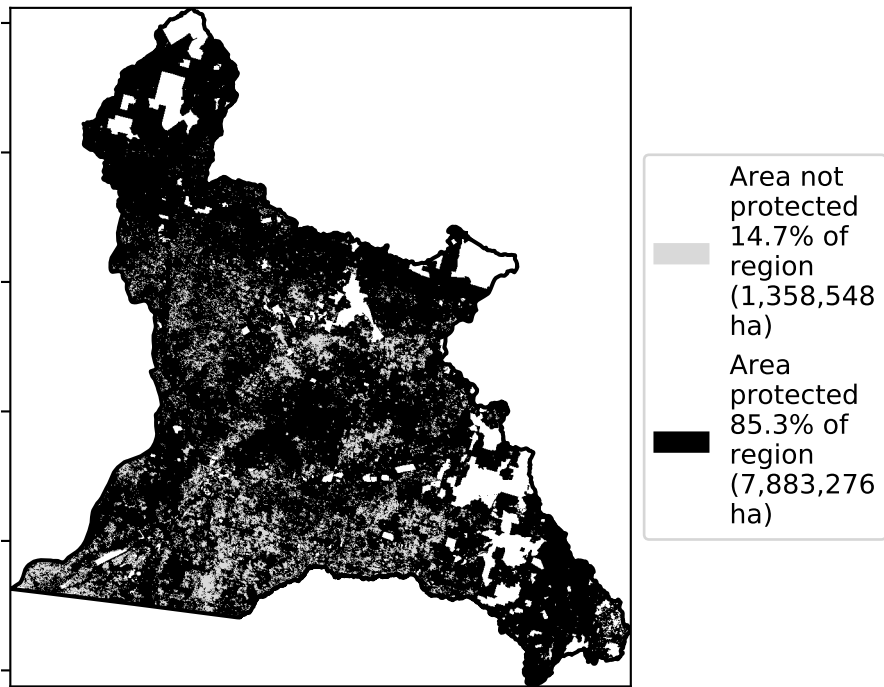 Area not
protected
14.7% of
region
(1,358,548
ha)
Area
protected
85.3% of
region
(7,883,276
ha)